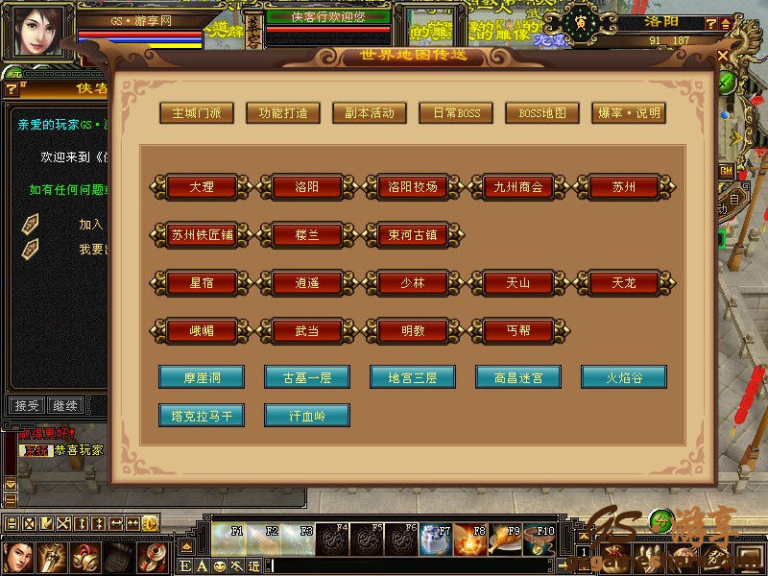 GS·游享网
侠客行欢迎您
洛阳
91 187
世界地图传送
侠客
主城门派 功能打造 副本活动 日常BOSS BOSS地图 爆率·说明
亲爱的玩家GS·
欢迎来到《
如有任何问题
加入
我要
大理 洛阳 洛阳校场 九州商会 苏州
苏州铁匠铺 楼兰 束河古镇
星宿 逍遥 少林 天山 天龙
峨嵋 武当 明教 丐帮
摩崖洞 古墓一层 地宫三层 高昌迷宫 火焰谷
塔克拉马干 汗血岭
接受 继续
恭喜玩家
F1 F2 F3 F4 F5 F6 F7 F8 F9 F10
GS·游享
E A 近